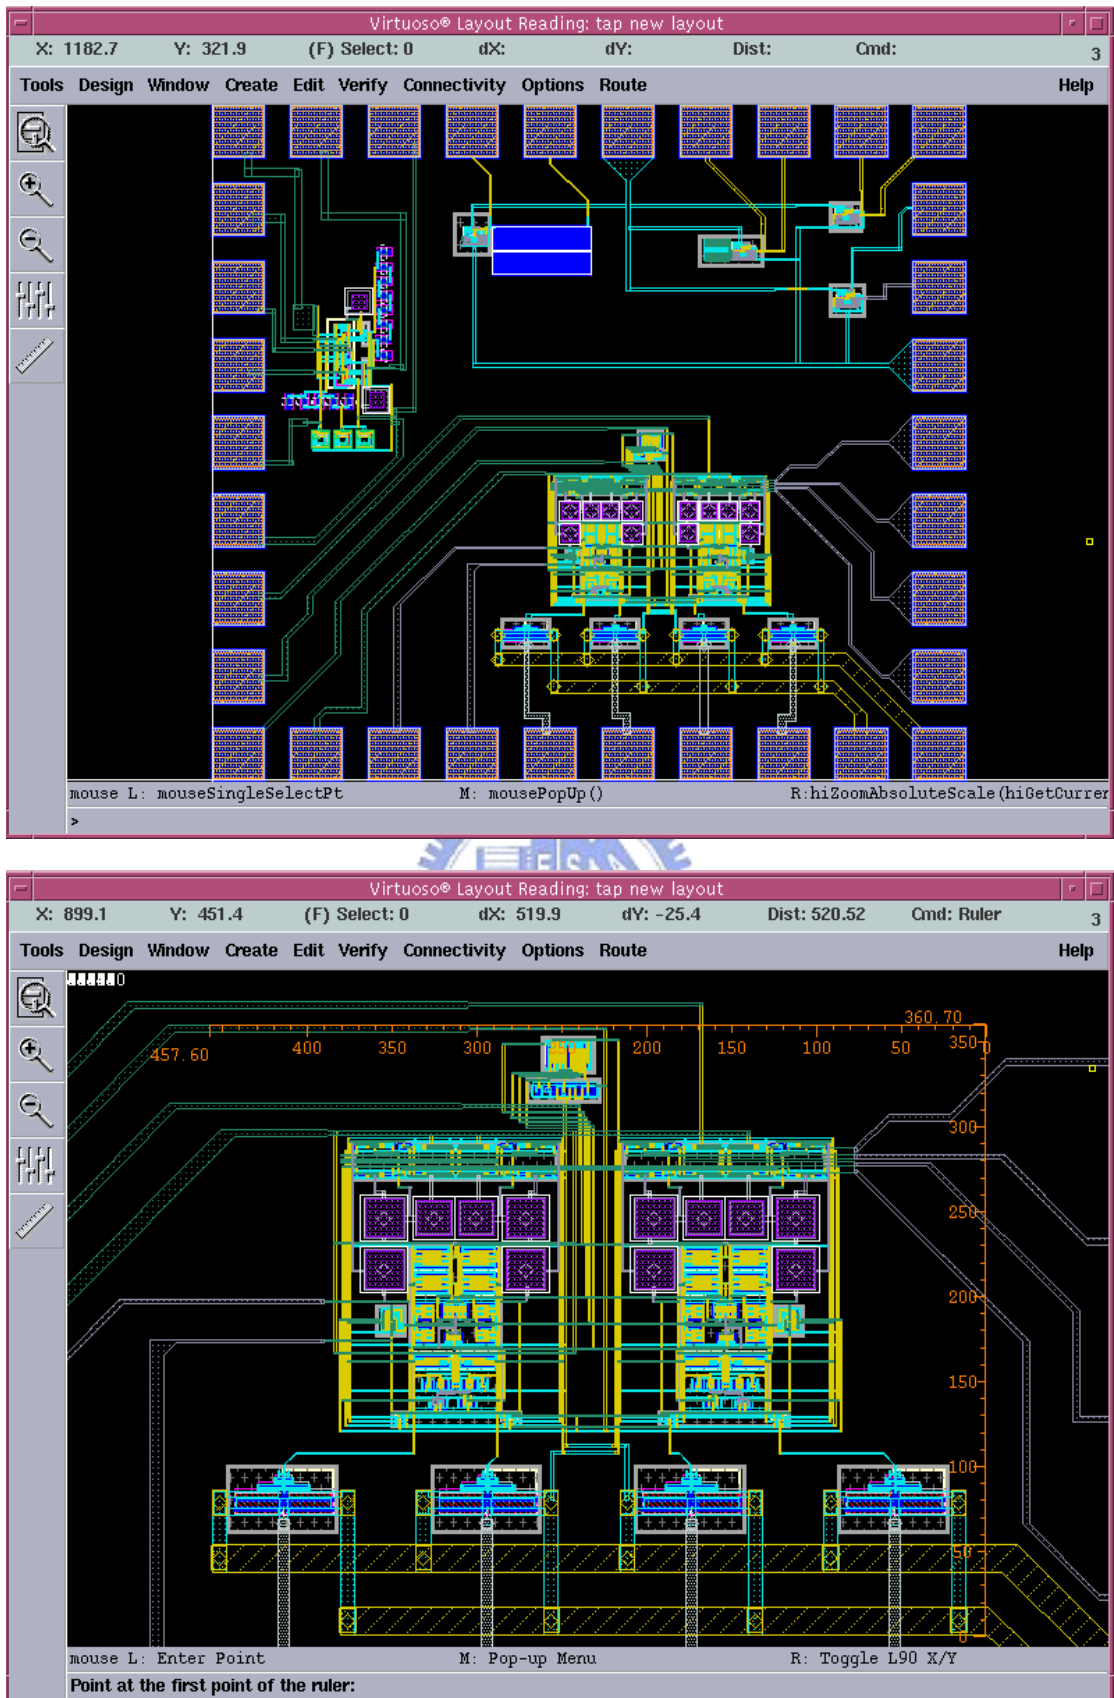 Virtuoso® Layout Reading: tap new layout
X: 1182.7 Y: 321.9 (F) Select: 0 dX: dY: Dist: Cmd: 3
Tools Design Window Create Edit Verify Connectivity Options Route Help
mouse L: mouseSingleSelectPt M: mousePopUp() R:hiZoomAbsoluteScale(hiGetCurrer
>
Virtuoso® Layout Reading: tap new layout
X: 899.1 Y: 451.4 (F) Select: 0 dX: 519.9 dY: -25.4 Dist: 520.52 Cmd: Ruler 3
Tools Design Window Create Edit Verify Connectivity Options Route Help
360.70
457.60 400 350 300 250 200 150 100 50 0
350
300
250
200
150
100
50
0
mouse L: Enter Point M: Pop-up Menu R: Toggle L90 X/Y
Point at the first point of the ruler: